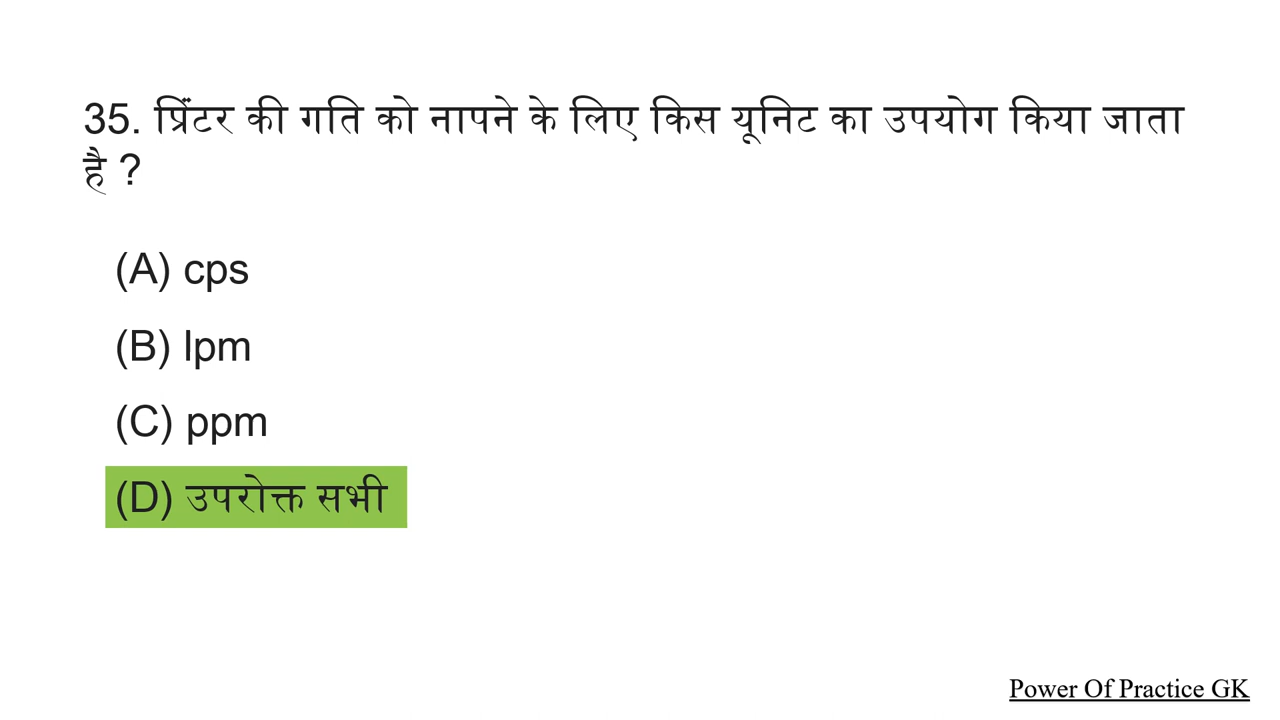 35. प्रिंटर की गति को नापने के लिए किस यूनिट का उपयोग किया जाता
है ?
(A) cps
(B) lpm
(C) ppm
(D) उपरोक्त सभी
Power Of Practice GK